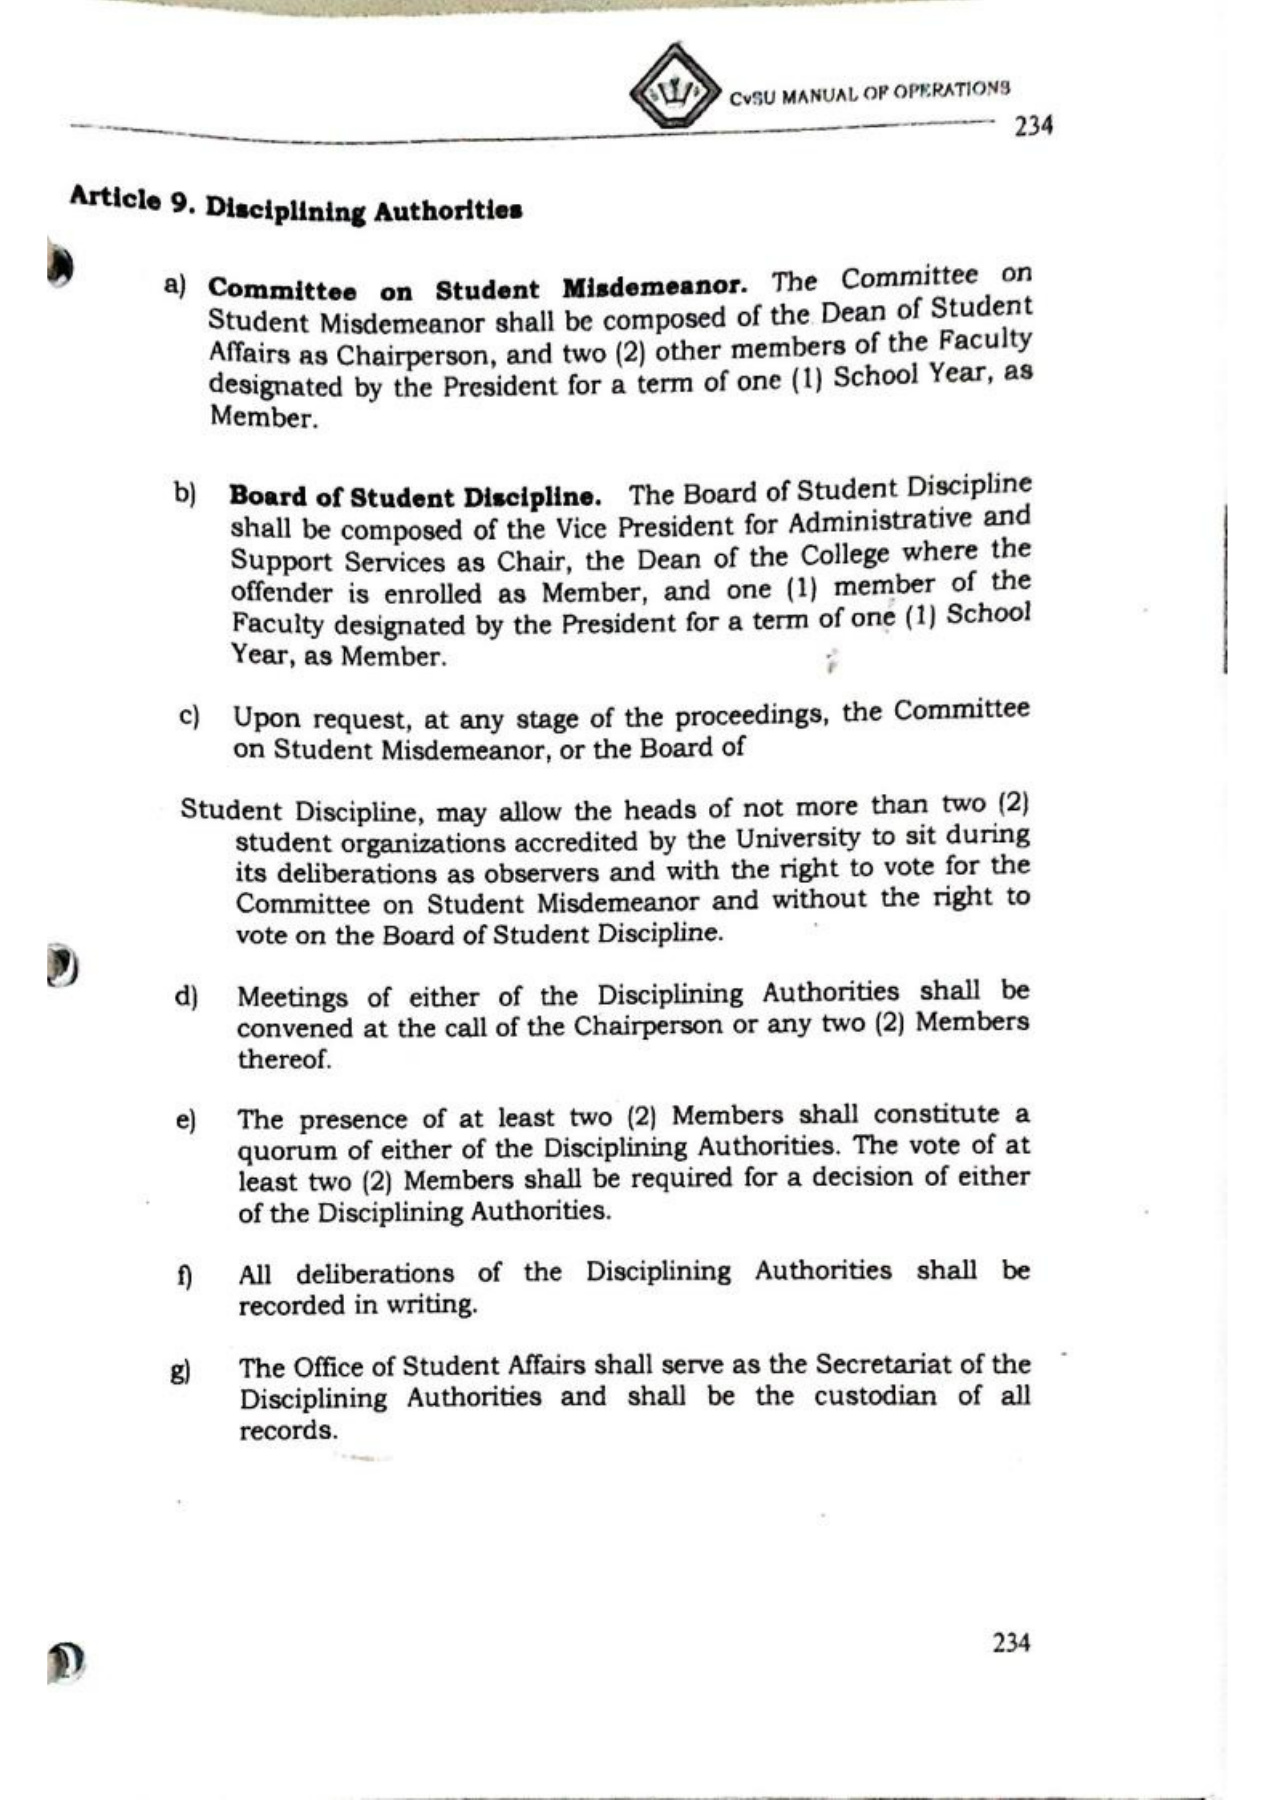 CvSU MANUAL OF OPERATIONS
234
Article 9. Disciplining Authorities
a) Committee on Student Misdemeanor. The Committee on
Student Misdemeanor shall be composed of the Dean of Student
Affairs as Chairperson, and two (2) other members of the Faculty
designated by the President for a term of one (1) School Year, as
Member.
b) Board of Student Discipline. The Board of Student Discipline
shall be composed of the Vice President for Administrative and
Support Services as Chair, the Dean of the College where the
offender is enrolled as Member, and one (1) member of the
Faculty designated by the President for a term of one (1) School
Year, as Member.
c) Upon request, at any stage of the proceedings, the Committee
on Student Misdemeanor, or the Board of
Student Discipline, may allow the heads of not more than two (2)
student organizations accredited by the University to sit during
its deliberations as observers and with the right to vote for the
Committee on Student Misdemeanor and without the right to
vote on the Board of Student Discipline.
d) Meetings of either of the Disciplining Authorities shall be
convened at the call of the Chairperson or any two (2) Members
thereof.
e) The presence of at least two (2) Members shall constitute a
quorum of either of the Disciplining Authorities. The vote of at
least two (2) Members shall be required for a decision of either
of the Disciplining Authorities.
f) All deliberations of the Disciplining Authorities shall be
recorded in writing.
g) The Office of Student Affairs shall serve as the Secretariat of the
Disciplining Authorities and shall be the custodian of all
records.
234